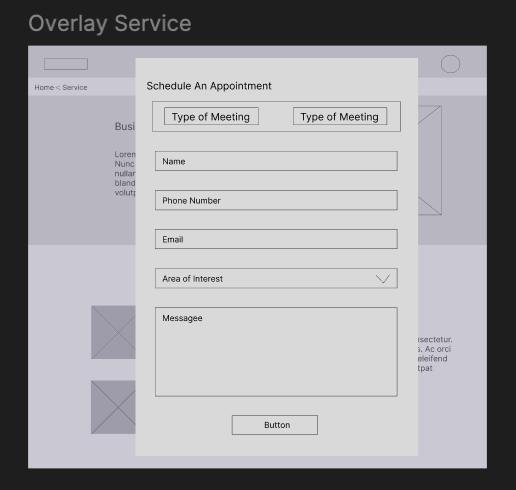 Overlay Service
Home < Service
Schedule An Appointment
Type of Meeting
Type of Meeting
Busi
Lorem
Nunc
nullar
bland
volutp
Name
Phone Number
Email
Area of Interest
Messagee
nsectetur.
s. Ac orci
eleifend
tpat
Button